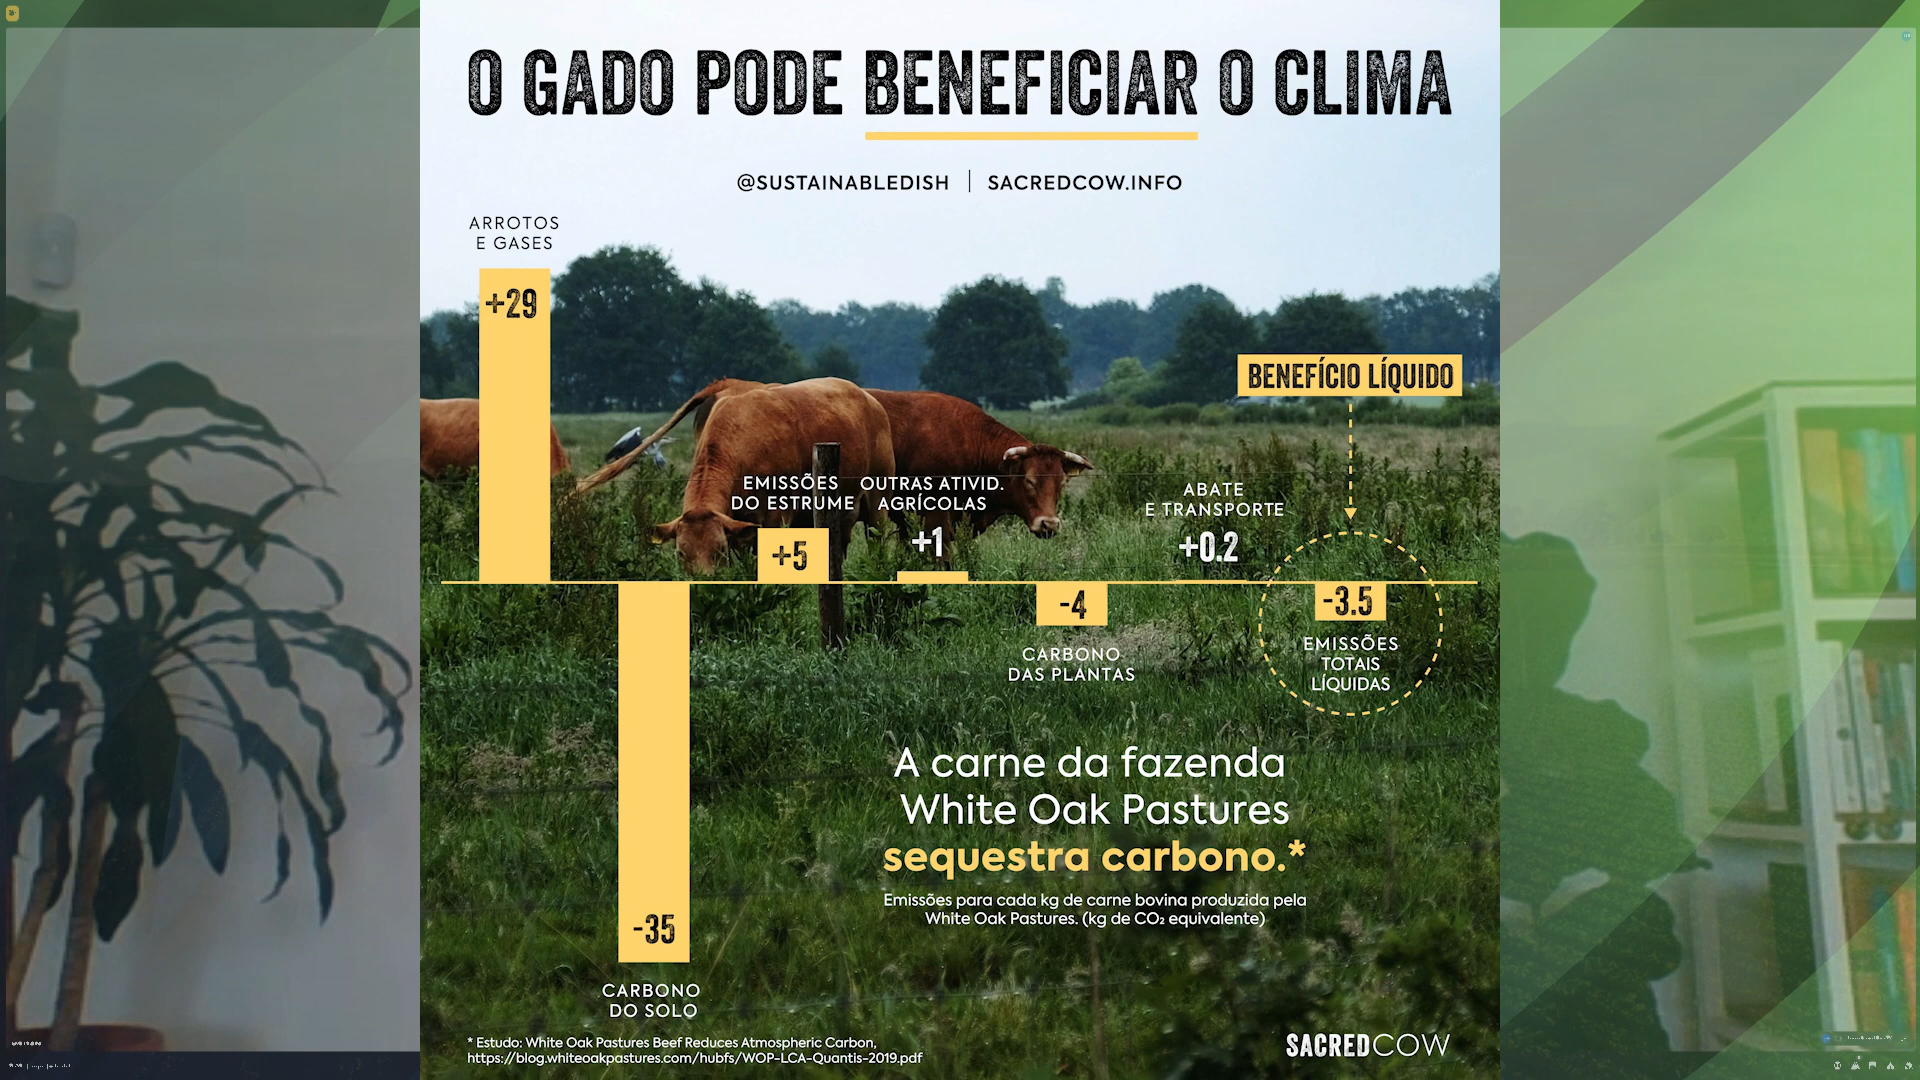 O GADO PODE BENEFICIAR O CLIMA
@SUSTAINABLEDISH | SACREDCOW.INFO
ARROTOS
E GASES
+29
BENEFÍCIO LÍQUIDO
EMISSÕES
DO ESTRUME
+5
OUTRAS ATIVID.
AGRÍCOLAS
+1
ABATE
E TRANSPORTE
+0.2
-4
CARBONO
DAS PLANTAS
-3.5
EMISSÕES
TOTAIS
LÍQUIDAS
A carne da fazenda
White Oak Pastures
sequestra carbono.*
Emissões para cada kg de carne bovina produzida pela
White Oak Pastures. (kg de CO₂ equivalente)
-35
CARBONO
DO SOLO
* Estudo: White Oak Pastures Beef Reduces Atmospheric Carbon,
https://blog.whiteoakpastures.com/hubfs/WOP-LCA-Quantis-2019.pdf
SACREDCOW